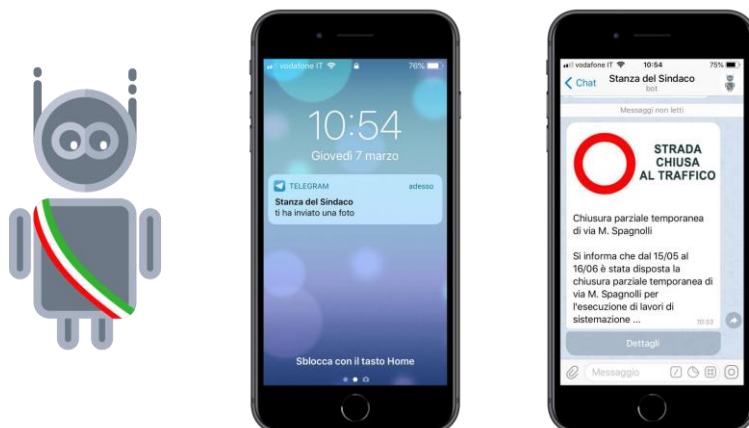 vodafone IT
76%
10:54
Giovedì 7 marzo
TELEGRAM adesso
Stanza del Sindaco
ti ha inviato una foto
Sblocca con il tasto Home
vodafone IT 10:54 75%
Chat Stanza del Sindaco
bot
Messaggi non letti
STRADA
CHIUSA
AL TRAFFICO
Chiusura parziale temporanea
di via M. Spagnolli
Si informa che dal 15/05 al
16/06 è stata disposta la
chiusura parziale temporanea di
via M. Spagnolli per
l'esecuzione di lavori di
sistemazione ...
10:53
Dettagli
Messaggio